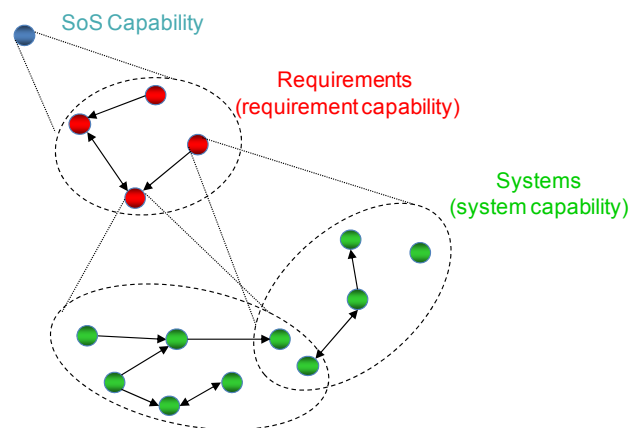 SoS Capability
Requirements
(requirement capability)
Systems
(system capability)